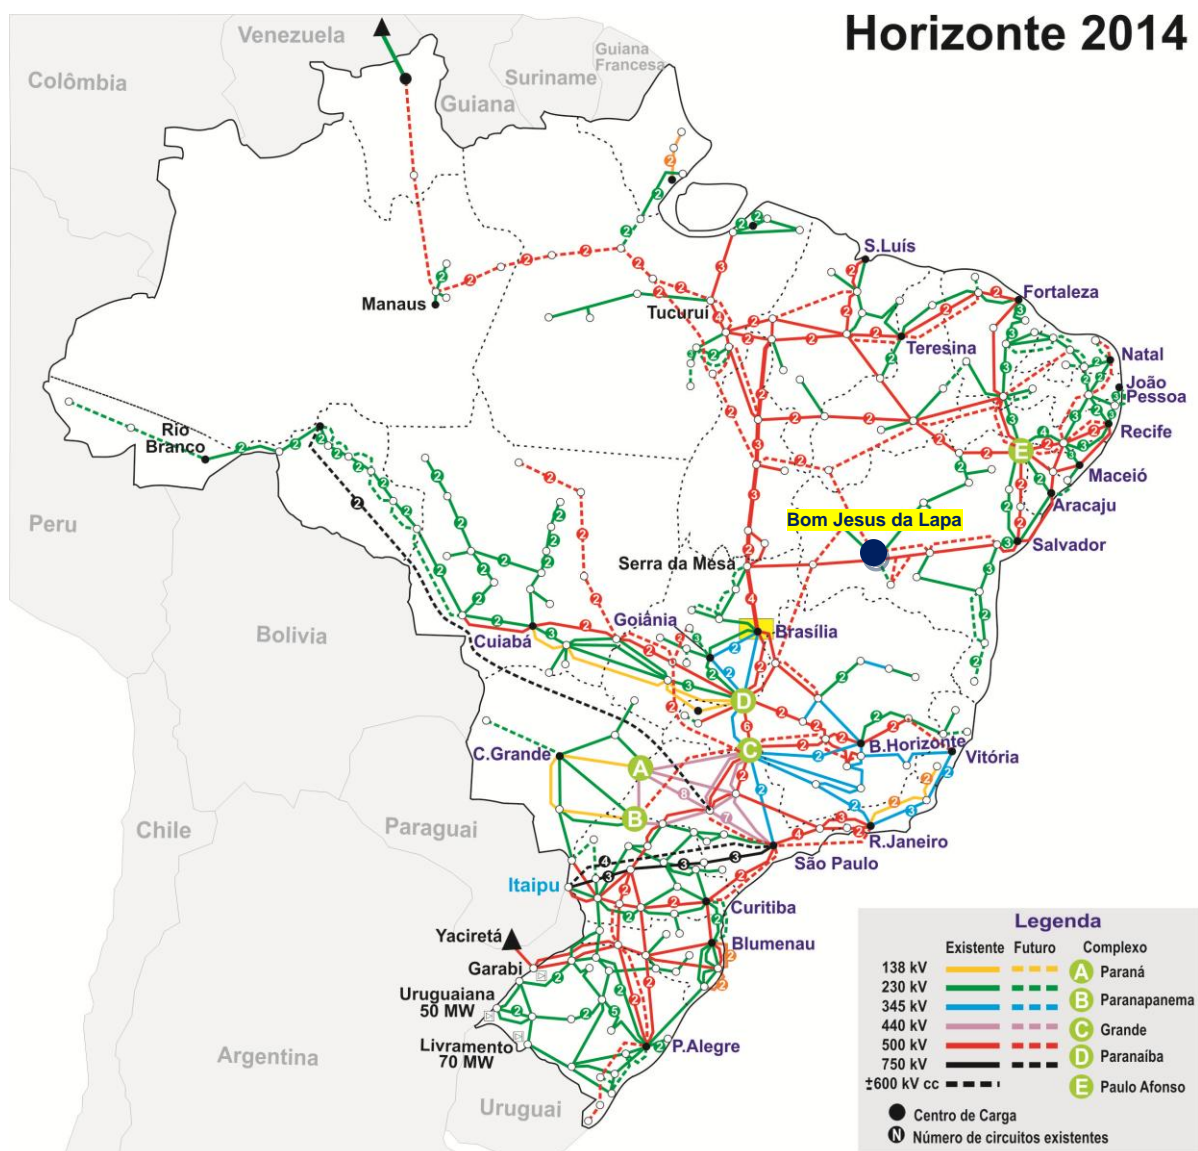 Horizonte 2014
Venezuela
Guiana
Francesa
Suriname
Colômbia
Guiana
S.Luís
Manaus
Tucuruí
Fortaleza
Teresina
Natal
João
Pessoa
Rio
Branco
Recife
E
Maceió
Aracaju
Peru
Bom Jesus da Lapa
Salvador
Serra da Mesa
Bolivia
Goiânia
Brasília
Cuiabá
D
C.Grande
A
C
B.Horizonte
Vitória
B
Chile
Paraguai
R.Janeiro
São Paulo
Itaipu
Curitiba
Yaciretá
Blumenau
Garabi
Uruguaiana
50 MW
Livramento
70 MW
P.Alegre
Argentina
Uruguai
Legenda
Existente Futuro Complexo
138 kV A Paraná
230 kV
345 kV B Paranapanema
440 kV C Grande
500 kV D Paranaíba
750 kV
±600 kV cc E Paulo Afonso
Centro de Carga
N Número de circuitos existentes